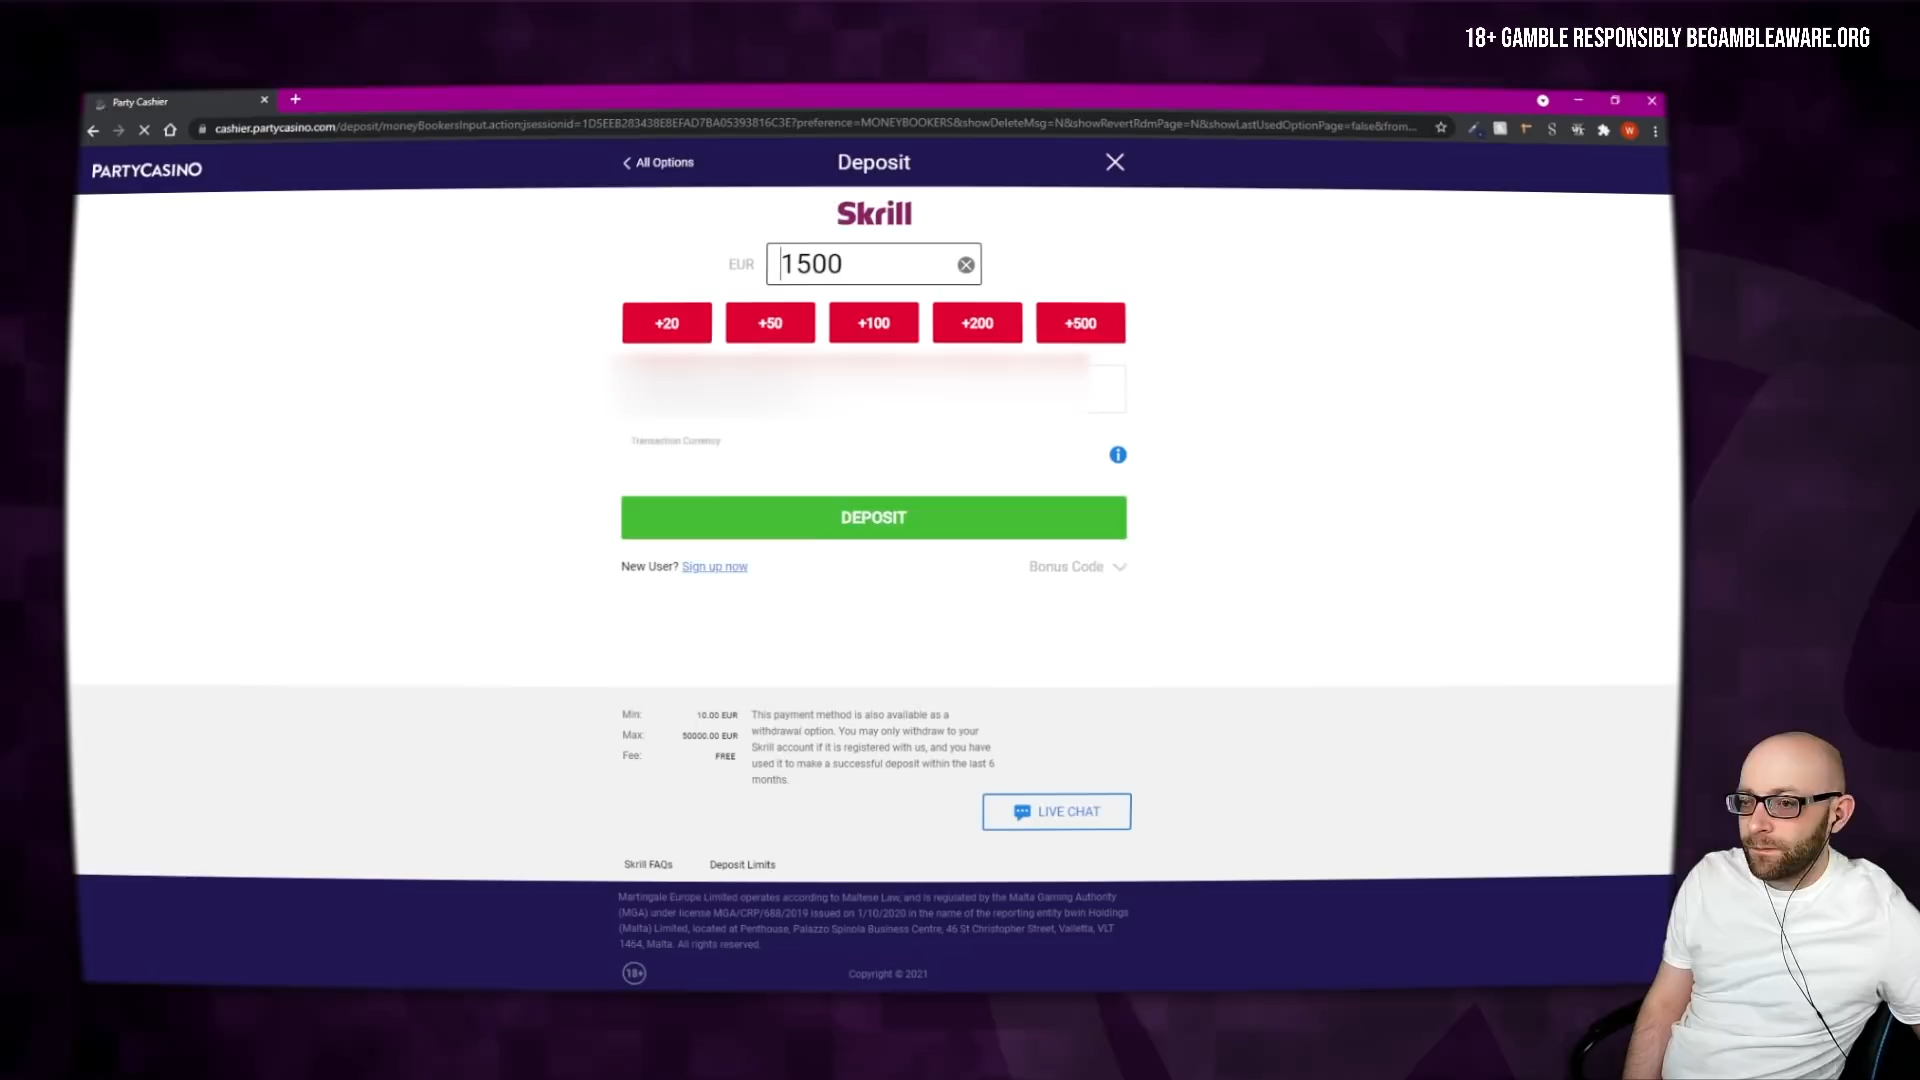 18+ GAMBLE RESPONSIBLY BEGAMBLEAWARE.ORG
Party Cashier
cashier.partycasino.com/deposit/moneyBookersInput.action;jsessionid=1D5EEB283438E8EFAD7BA05393816C3E?preference=MONEYBOOKERS&showDeleteMsg=N&showRevertRdmPage=N&showLastUsedOptionPage=false&from...
W
PARTYCASINO
All Options
Deposit
Skrill
EUR
1500
+20
+50
+100
+200
+500
Transaction Currency
DEPOSIT
New User? Sign up now
Bonus Code
Min: 10.00 EUR
Max: 50000.00 EUR
Fee: FREE
This payment method is also available as a
withdrawal option. You may only withdraw to your
Skrill account if it is registered with us, and you have
used it to make a successful deposit within the last 6
months.
LIVE CHAT
Skrill FAQs
Deposit Limits
Martingale Europe Limited operates according to Maltese Law, and is regulated by the Malta Gaming Authority
(MGA) under license MGA/CRP/688/2019 issued on 1/10/2020 in the name of the reporting entity bwin Holdings
(Malta) Limited, located at Penthouse, Palazzo Spinola Business Centre, 46 St Christopher Street, Valletta, VLT
1464, Malta. All rights reserved.
18+
Copyright © 2021